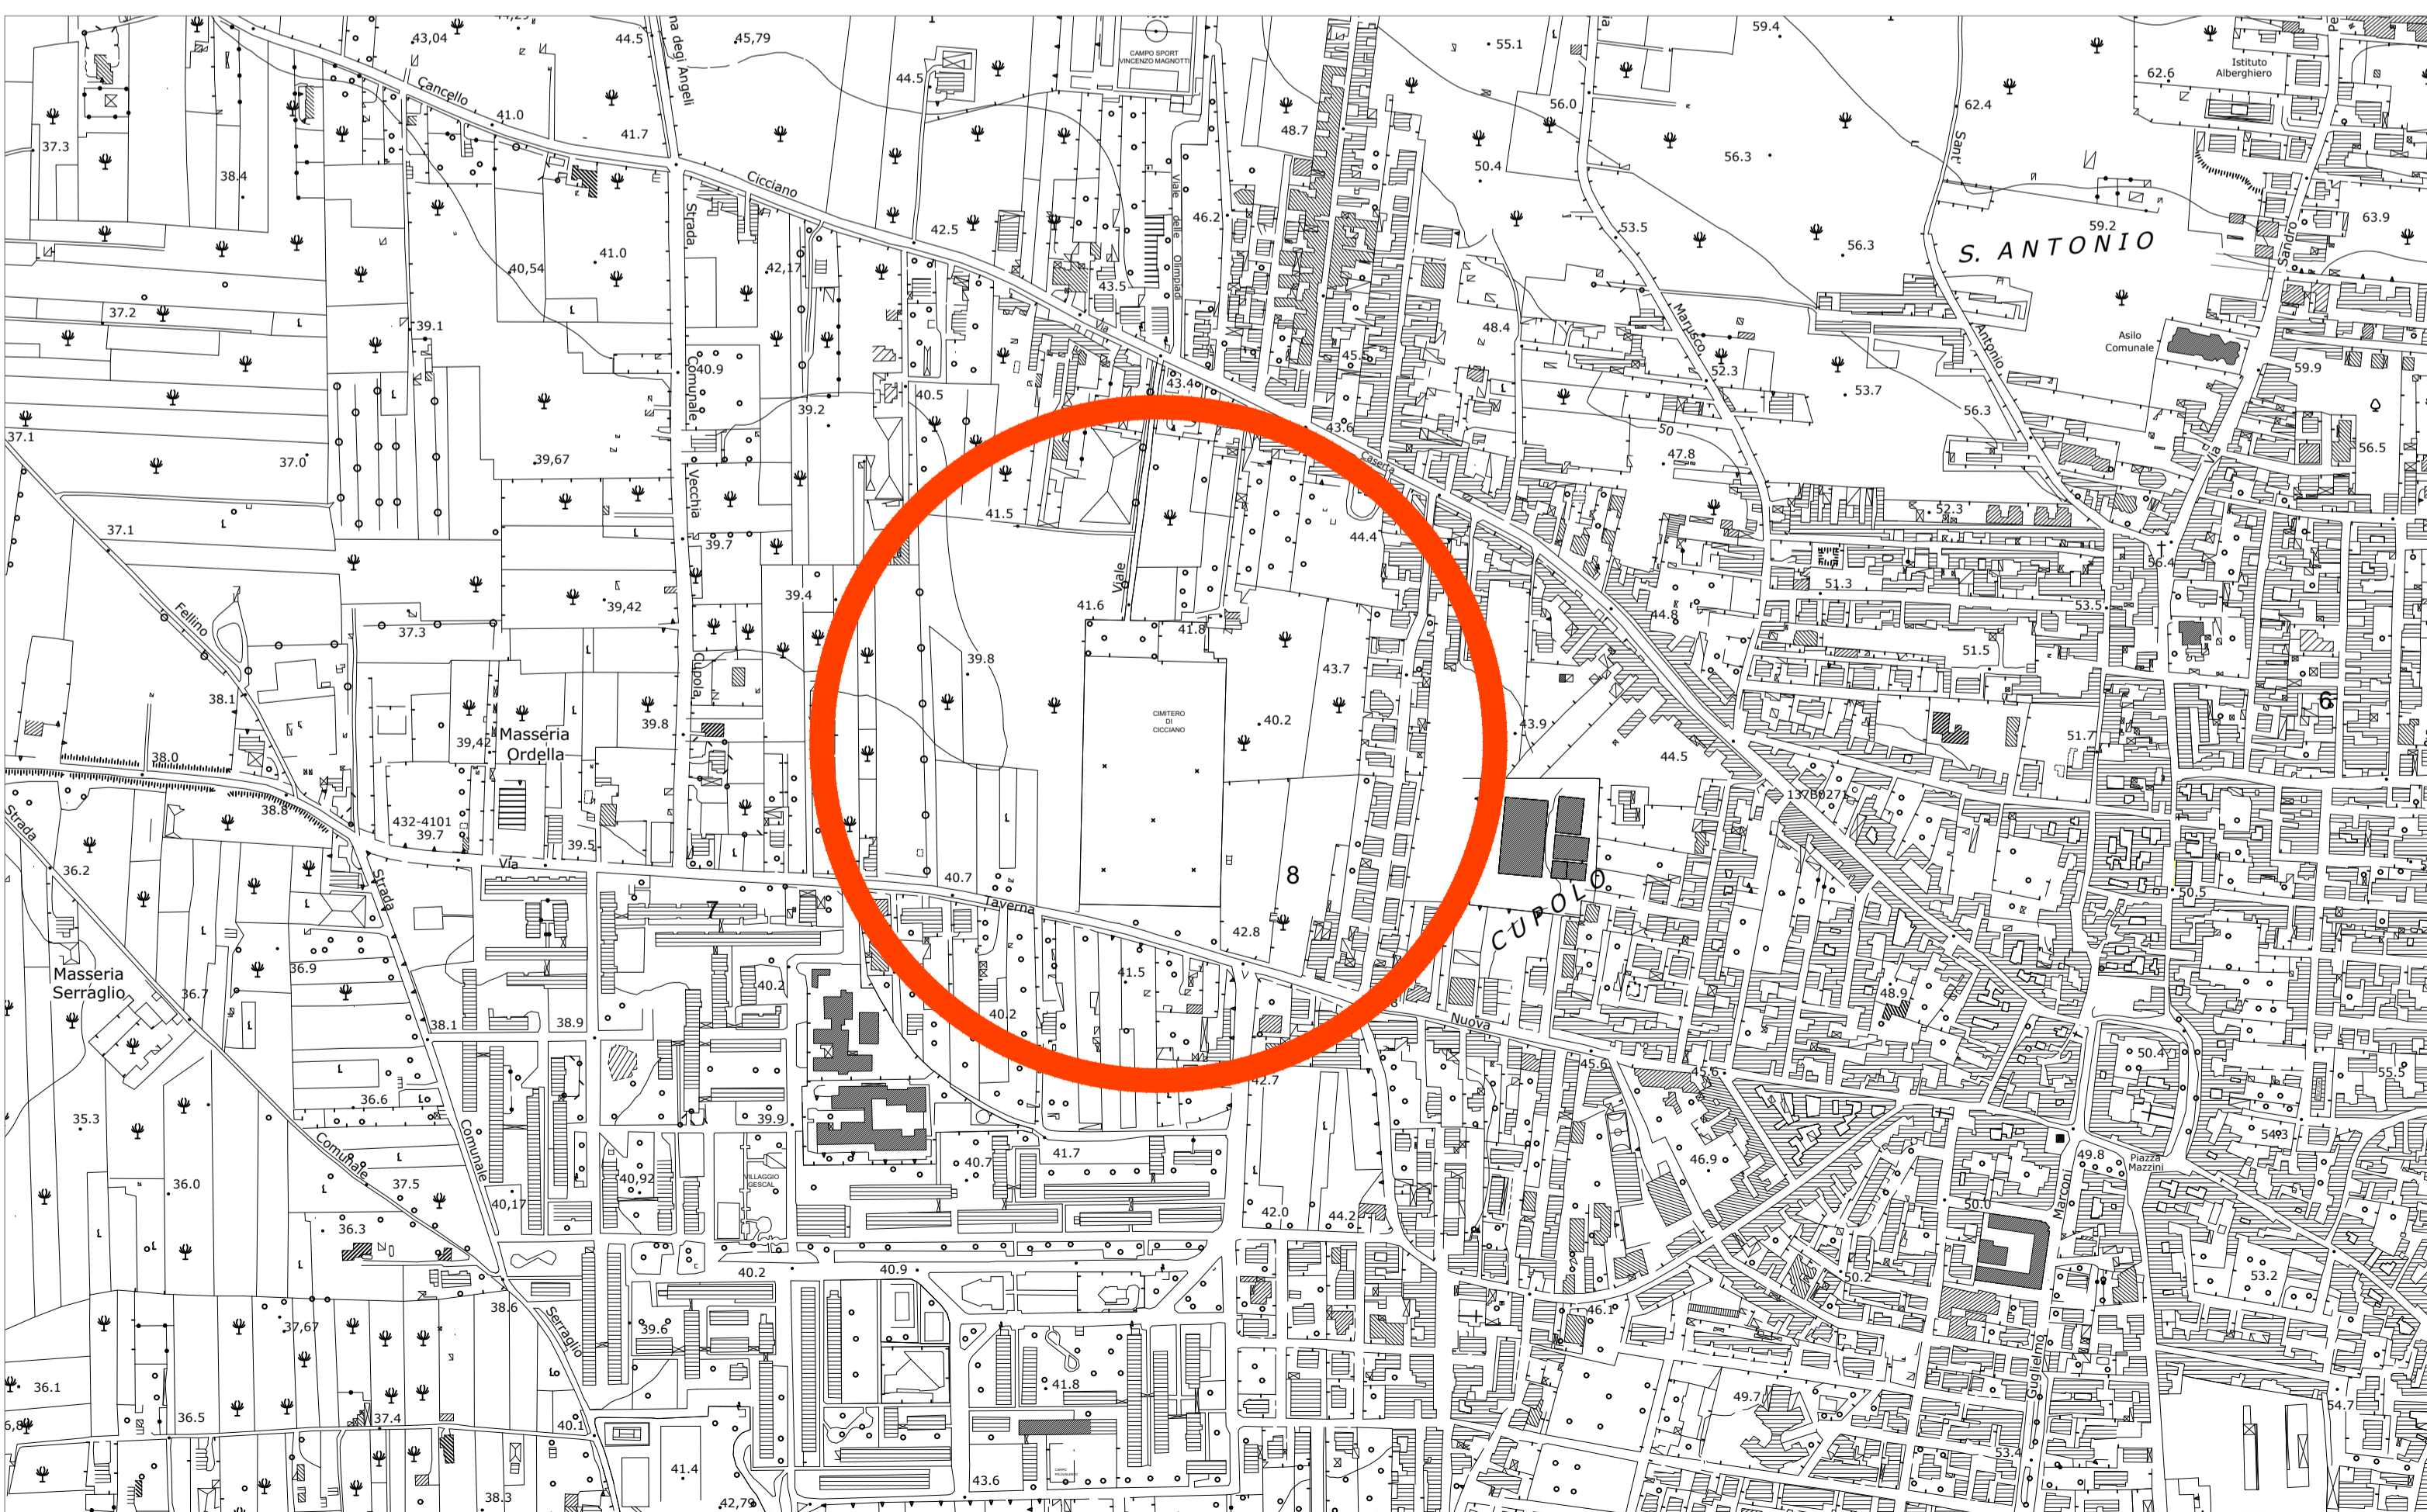 44.5
45,79
CAMPO SPORT
VINCENZO MAGNOTTI
55.1
59.4
43,04
Istituto
Alberghiero
62.6
44.5
Cancello
na degli Angeli
56.0
62.4
41.0
41.7
48.7
37.3
Sant'
56.3
50.4
38.4
Cicciano
Viale delle Olimpiadi
46.2
63.9
Strada
42.5
53.5
59.2
S. ANTONIO
56.3
Sandro
41.0
40,54
42,17
43.5
37.2
39.1
Via
48.4
Marusco
Antonio
Asilo
Comunale
Comunale
40.9
45.5
52.3
59.9
43.4
39.2
40.5
53.7
56.3
37.1
43.6
50
56.5
37.0
39,67
Caserta
47.8
Via
Vecchia
41.5
52.3
37.1
39.7
44.4
56.4
51.3
Viale
39.4
Fellino
39,42
41.6
44.8
53.5
37.3
41.8
51.5
Cupola
39.8
43.7
38.1
6
39.8
CIMITERO
DI
CICCIANO
40.2
43.9
39,42
Masseria
Ordella
51.7
38.0
44.5
137B0271
38.8
Strada
432-4101
39.7
39.5
Via
36.2
8
40.7
Strada
Taverna
50.5
7
CUPOLO
42.8
36.9
Masseria
Serraglio
41.5
40.2
48.9
36.7
40.2
38.1
38.9
Nuova
50.4
45.6
45.6
55.5
42.7
36.6
35.3
39.9
Comunale
Comunale
54.3
41.7
40.7
46.9
49.8
Piazza
Mazzini
40,92
VILLAGGIO
GESCAL
37.5
36.0
40,17
Marconi
50.0
42.0
44.2
36.3
40.2
40.9
50.2
53.2
38.6
46.1
37,67
Serraglio
39.6
Guglielmo
36.1
41.8
49.7
36.5
37.4
40.1
54.7
53.4
41.4
43.6
38.3
42,79